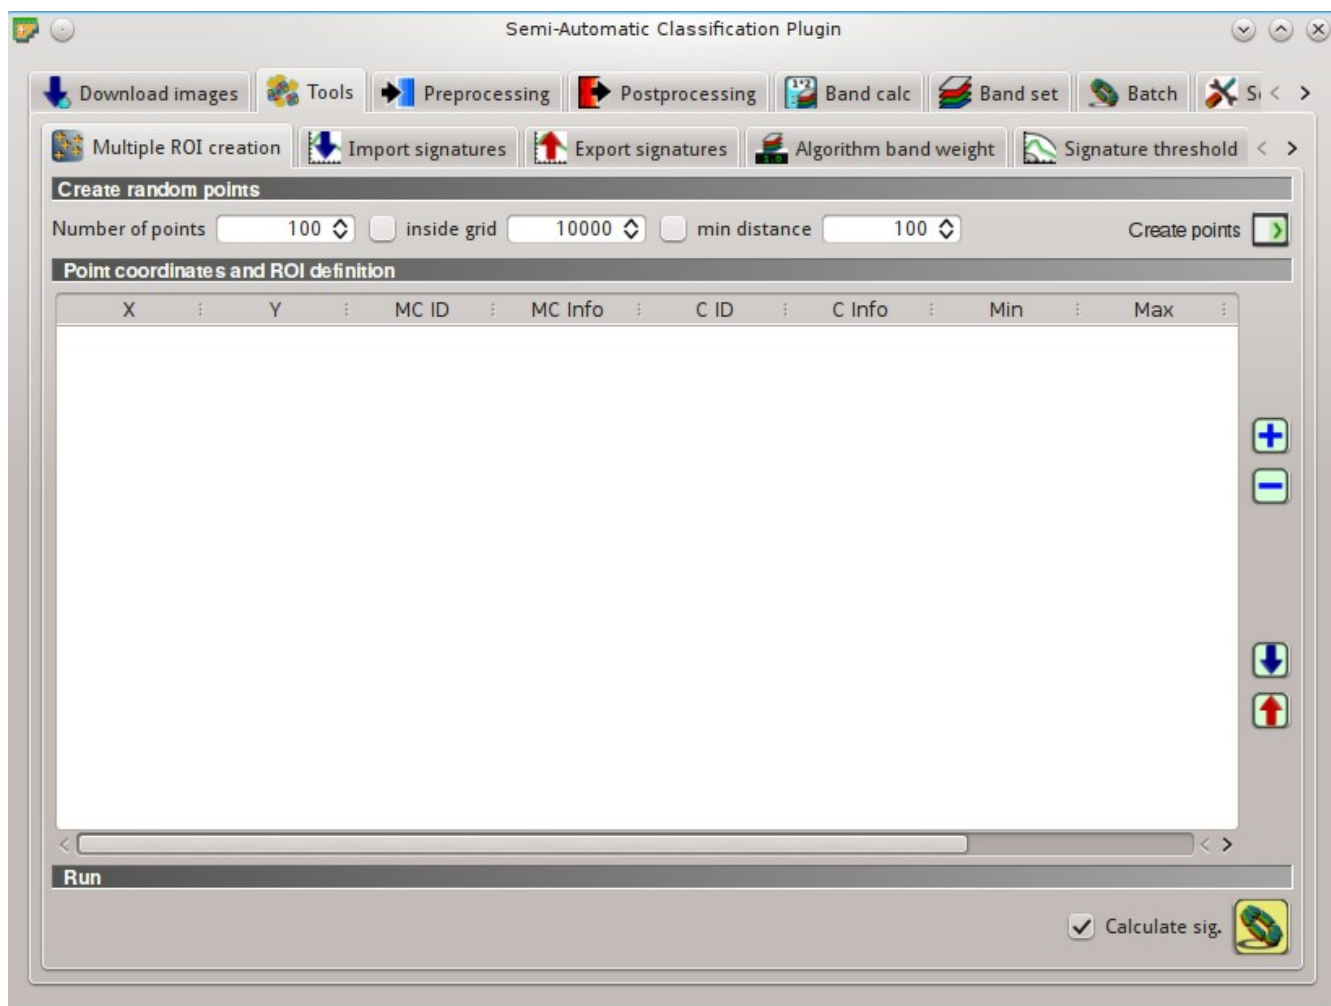 Semi-Automatic Classification Plugin
Download images Tools Preprocessing Postprocessing Band calc Band set Batch
Multiple ROI creation Import signatures Export signatures Algorithm band weight Signature threshold
Create random points
Number of points 100 inside grid 10000 min distance 100 Create points
Point coordinates and ROI definition
X Y MC ID MC Info C ID C Info Min Max
Run
Calculate sig.